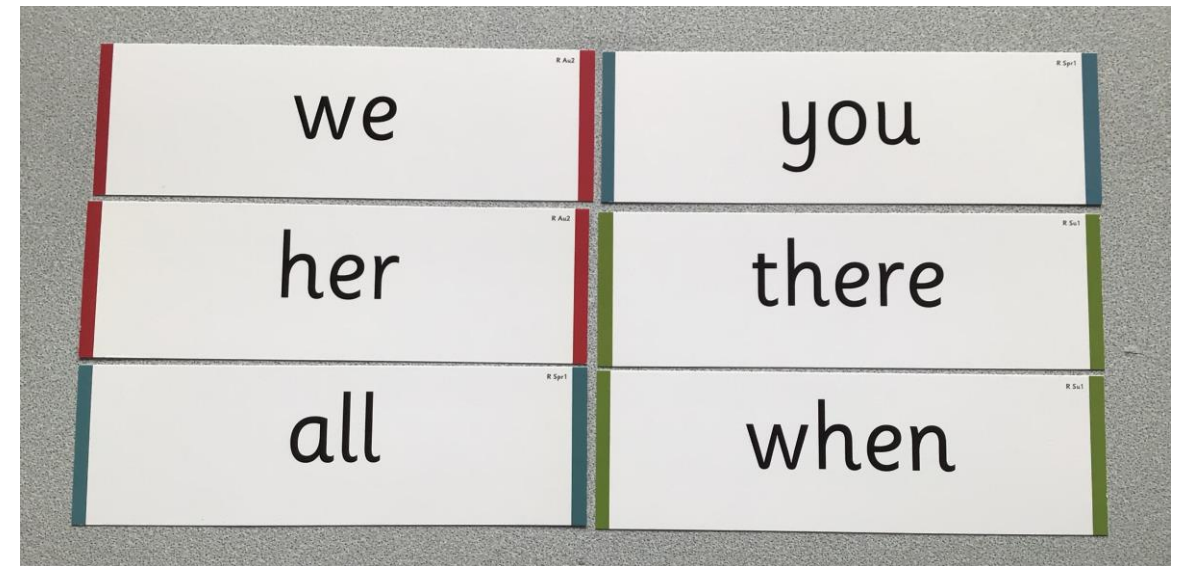 R Au2
we
R Spr1
you
R Au2
her
R Su1
there
R Spr1
all
R Su1
when